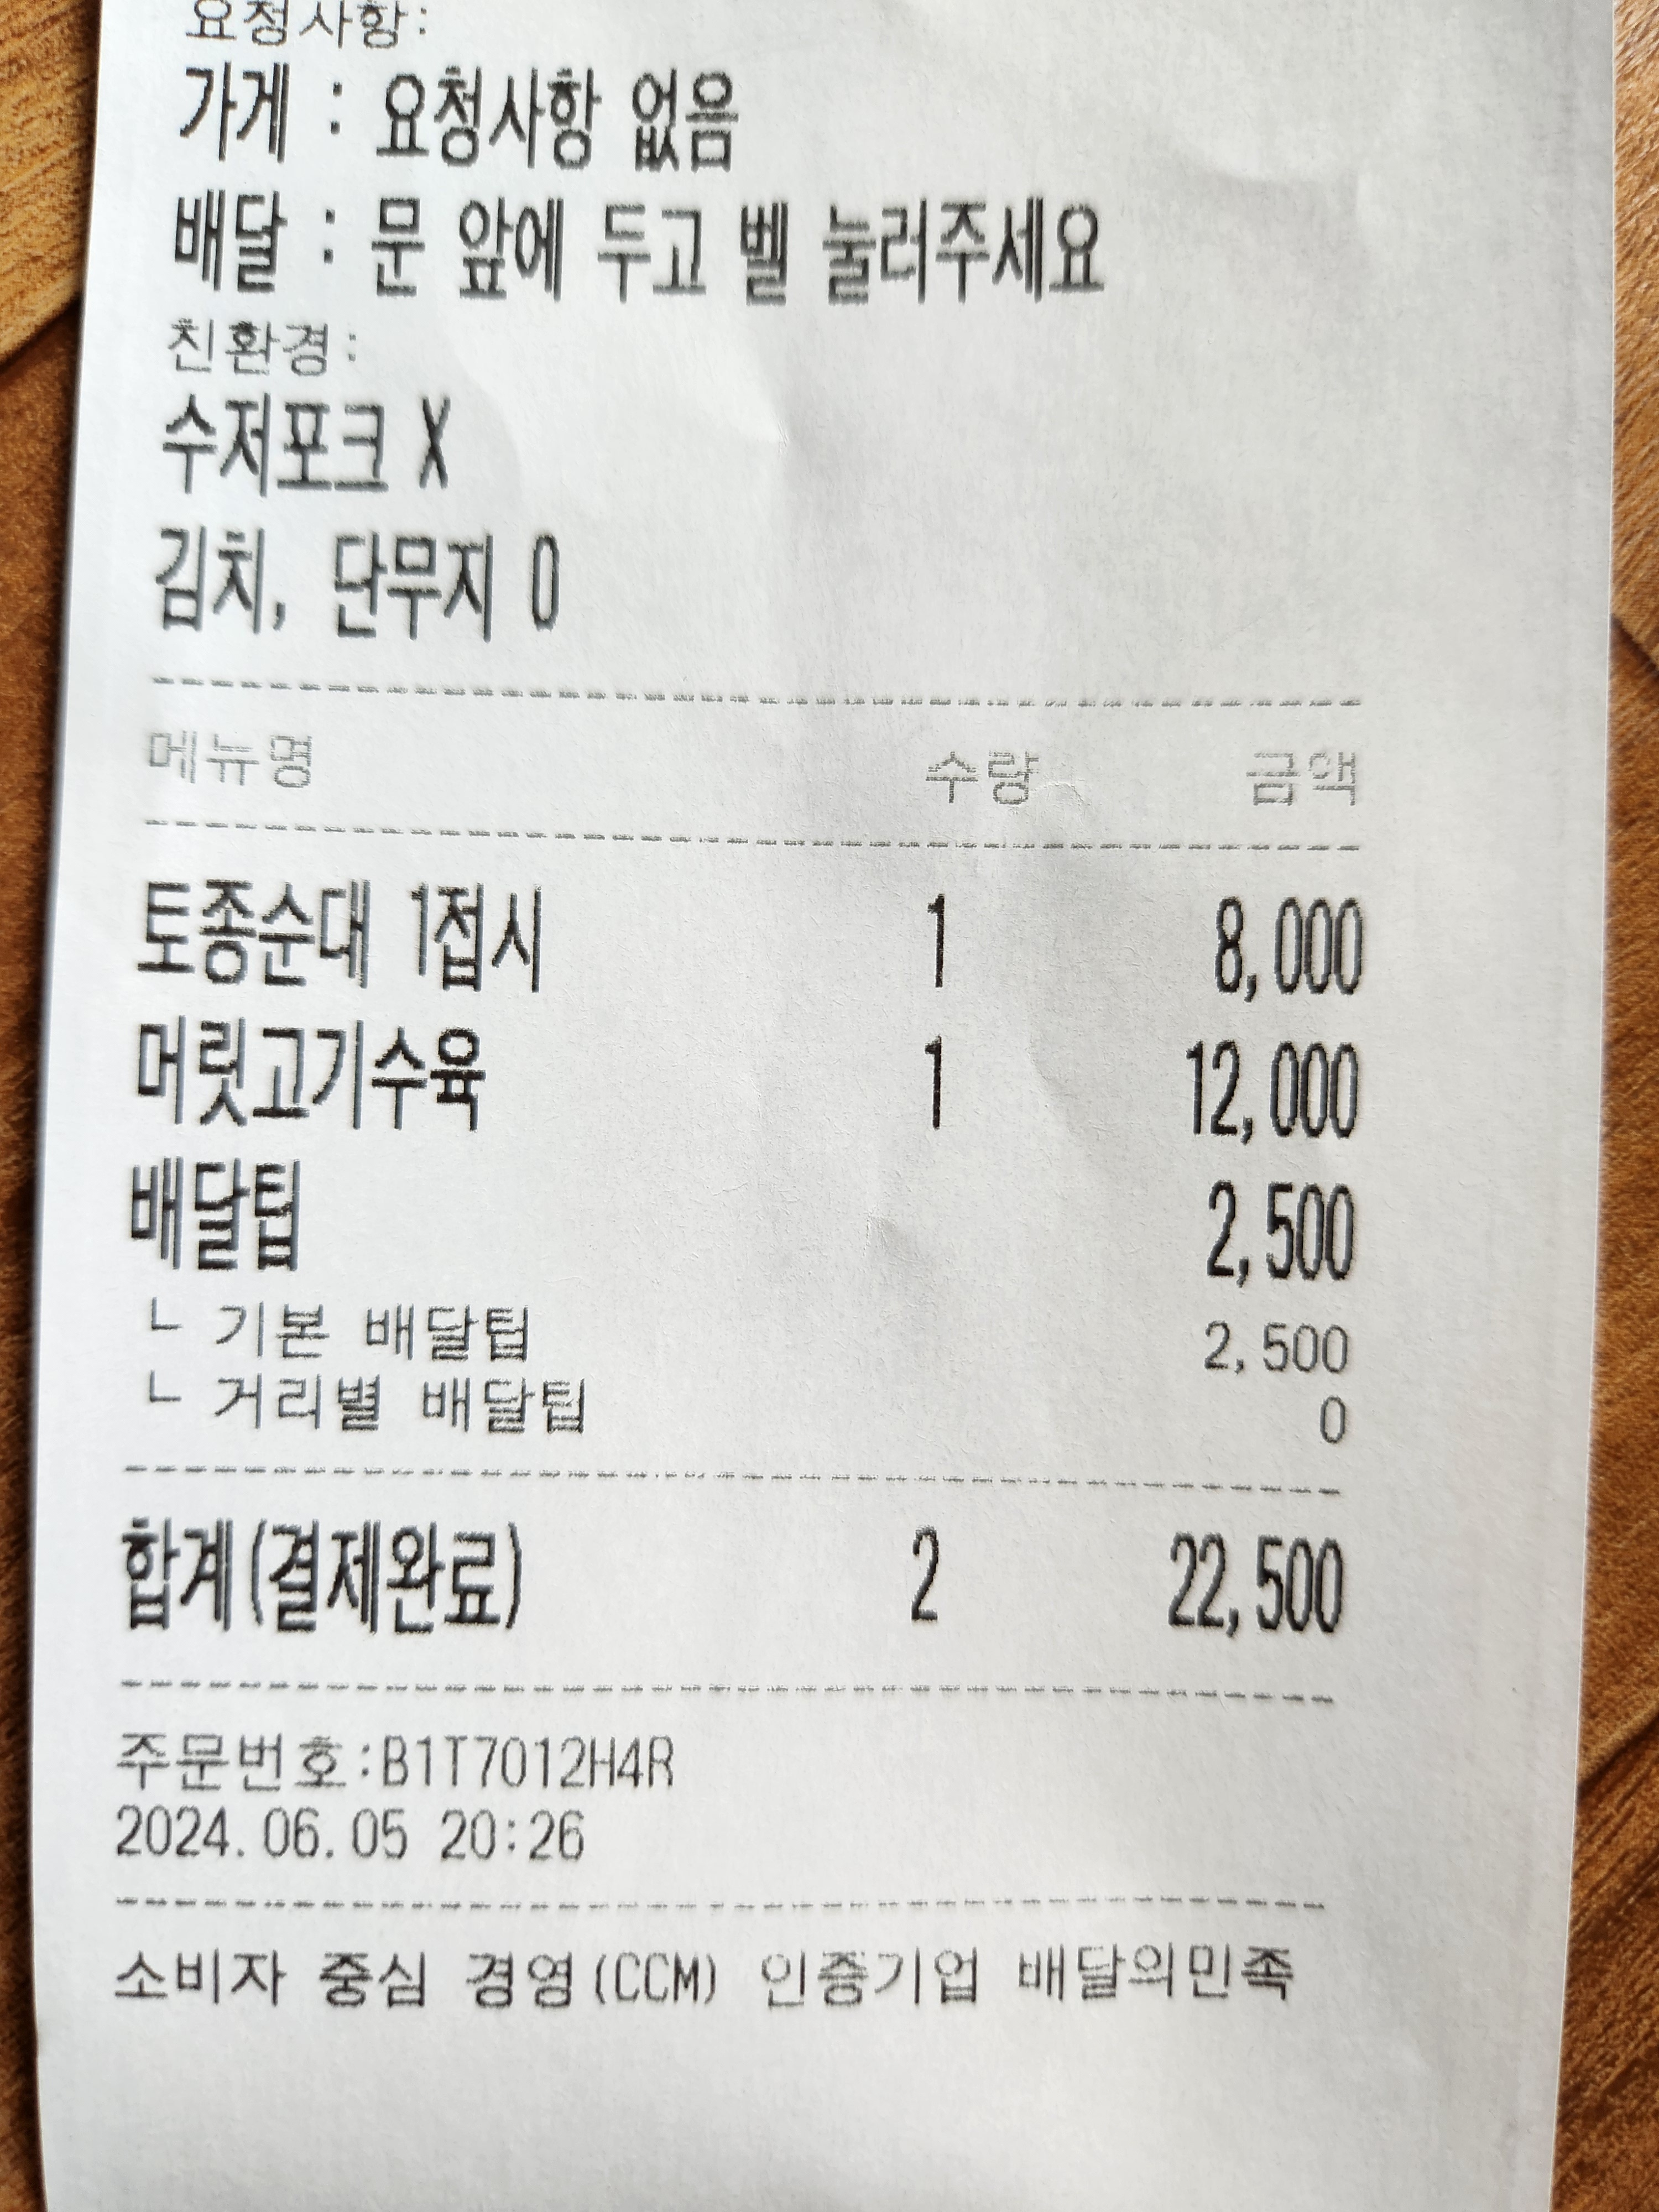 요청사항:
가게 : 요청사항 없음
배달 : 문 앞에 두고 벨 눌러주세요
친환경:
수저포크 X
김치, 단무지 O
메뉴명 수량 금액
토종순대 1접시 1 8,000
머릿고기수육 1 12,000
배달팁 2,500
└ 기본 배달팁 2,500
└ 거리별 배달팁 0
합계(결제완료) 2 22,500
주문번호:B1T7012H4R
2024.06.05 20:26
소비자 중심 경영(CCM) 인증기업 배달의민족